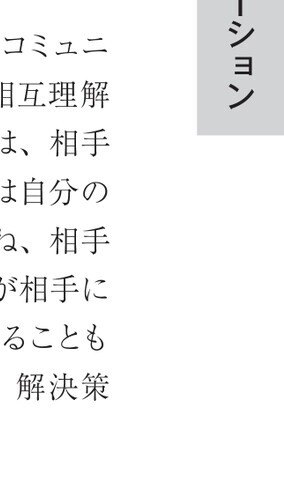 コミュニ
相互理解
は、相手
は自分の
ね、相手
が相手に
ることも
解決策
ーション